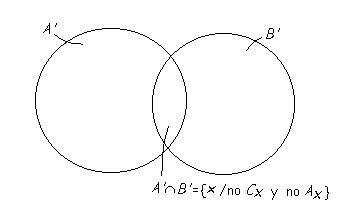 A'
B'
A'∩B'={x/no Cx y no Ax}